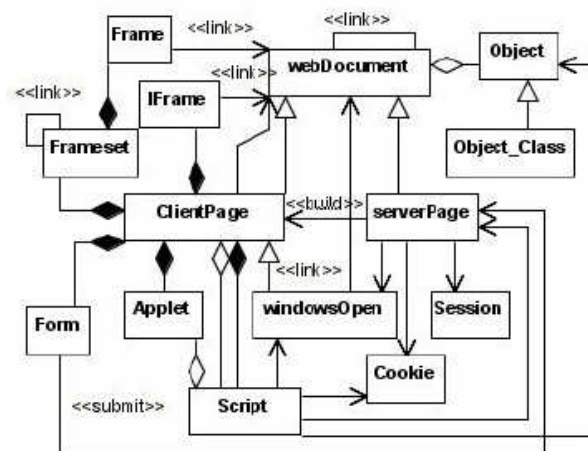 Frame
<<link>>
<<link>>
webDocument
Object
IFrame
<<link>>
<<link>>
Frameset
Object_Class
ClientPage
<<build>>
serverPage
<<link>>
Form
Applet
windowsOpen
Session
Cookie
<<submit>>
Script